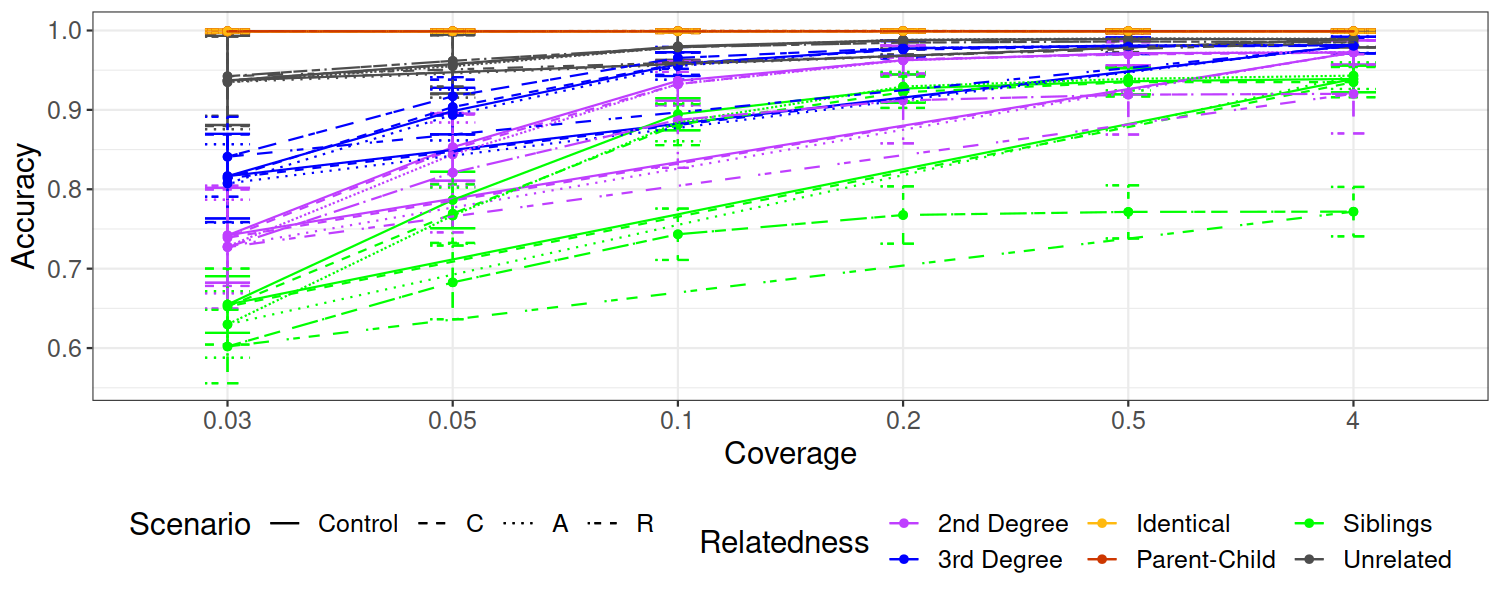 1.0
0.9
0.8
0.7
0.6
Accuracy
0.03 0.05 0.1 0.2 0.5 4
Coverage
Scenario Control C A R
Relatedness
2nd Degree Identical Siblings
3rd Degree Parent-Child Unrelated